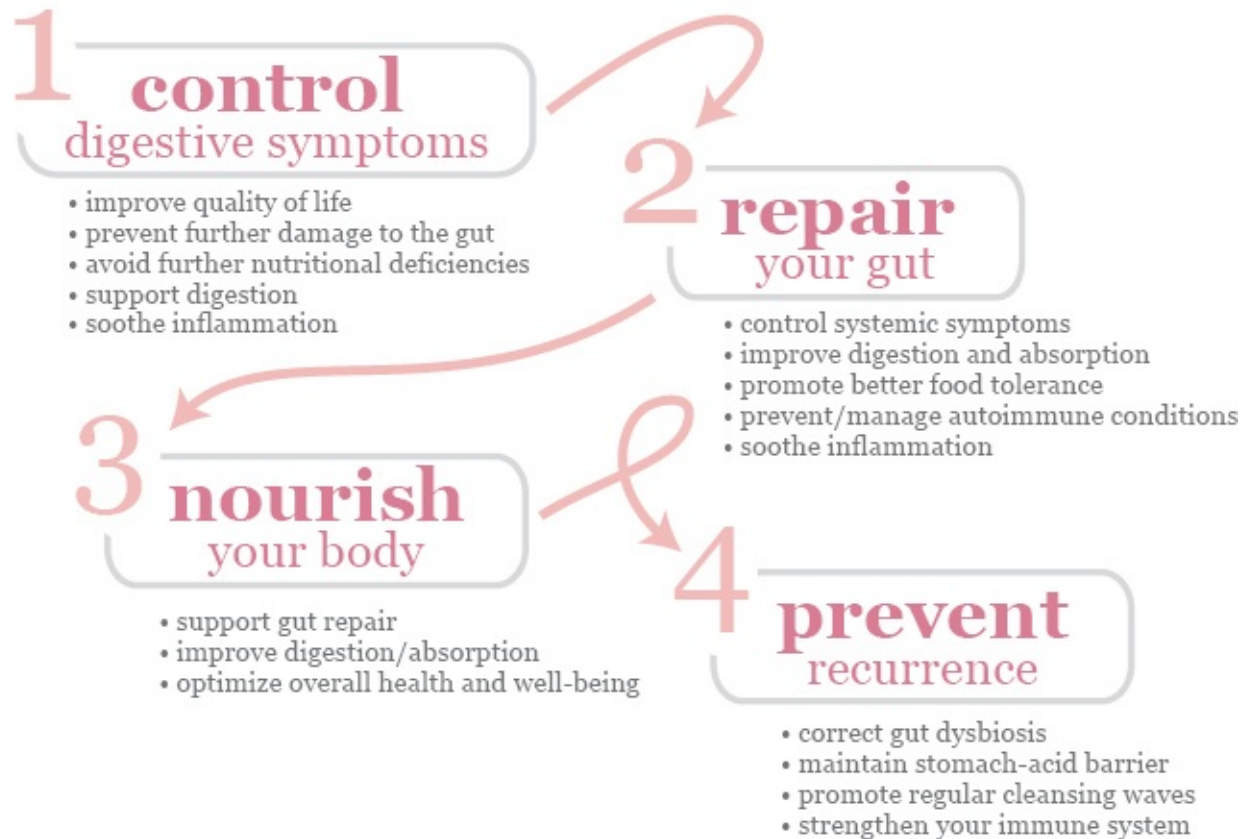 1
control
digestive symptoms
• improve quality of life
• prevent further damage to the gut
• avoid further nutritional deficiencies
• support digestion
• soothe inflammation
2
repair
your gut
• control systemic symptoms
• improve digestion and absorption
• promote better food tolerance
• prevent/manage autoimmune conditions
• soothe inflammation
3
nourish
your body
• support gut repair
• improve digestion/absorption
• optimize overall health and well-being
4
prevent
recurrence
• correct gut dysbiosis
• maintain stomach-acid barrier
• promote regular cleansing waves
• strengthen your immune system